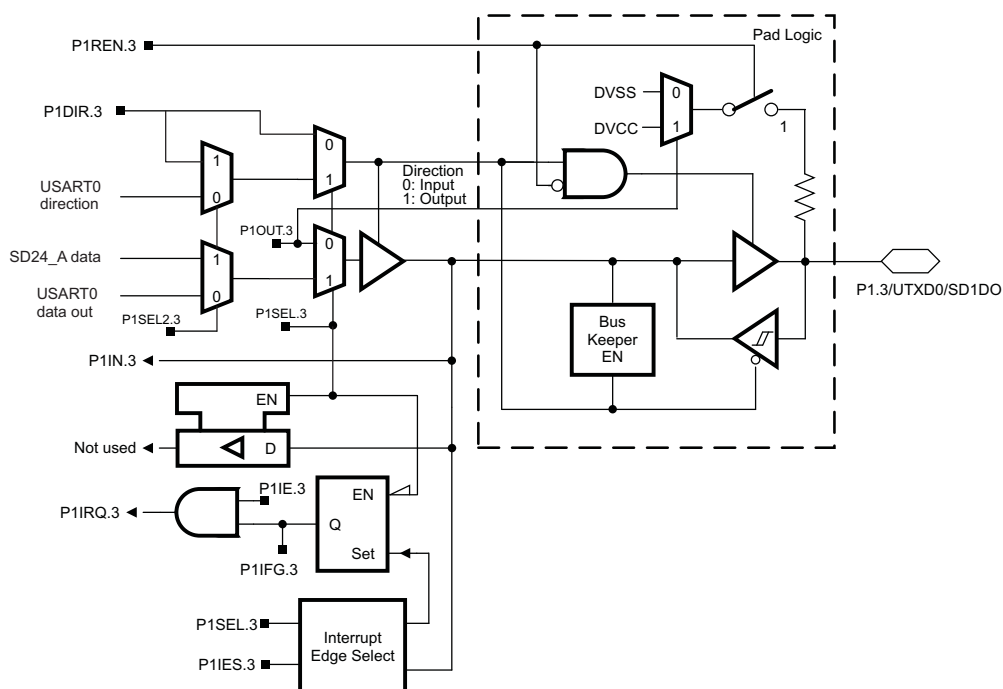 Pad Logic
P1REN.3
DVSS
0
DVCC
1
1
P1DIR.3
0
1
1
0
USART0
direction
Direction
0: Input
1: Output
P1OUT.3
0
1
SD24_A data
1
USART0
data out
0
P1SEL2.3
P1SEL.3
P1.3/UTXD0/SD1DO
Bus
Keeper
EN
P1IN.3
EN
Not used
D
P1IE.3
EN
P1IRQ.3
Q
Set
P1IFG.3
P1SEL.3
P1IES.3
Interrupt
Edge Select